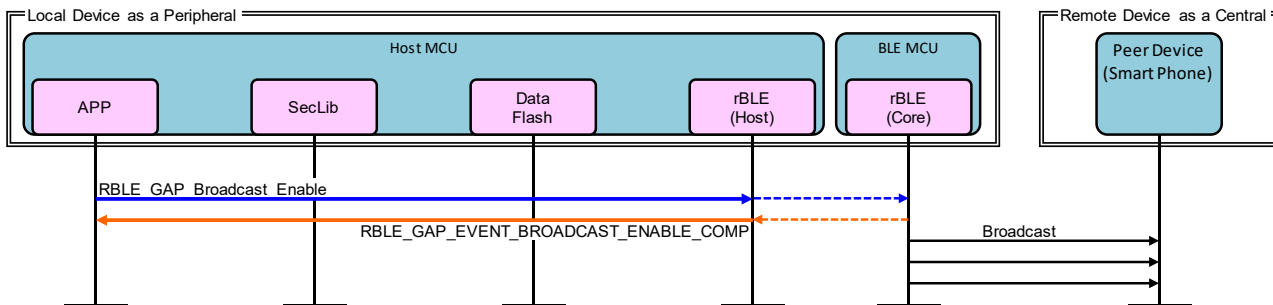 Local Device as a Peripheral
Remote Device as a Central
Host MCU
BLE MCU
Peer Device
(Smart Phone)
APP
SecLib
Data
Flash
rBLE
(Host)
rBLE
(Core)
RBLE_GAP_Broadcast_Enable
RBLE_GAP_EVENT_BROADCAST_ENABLE_COMP
Broadcast